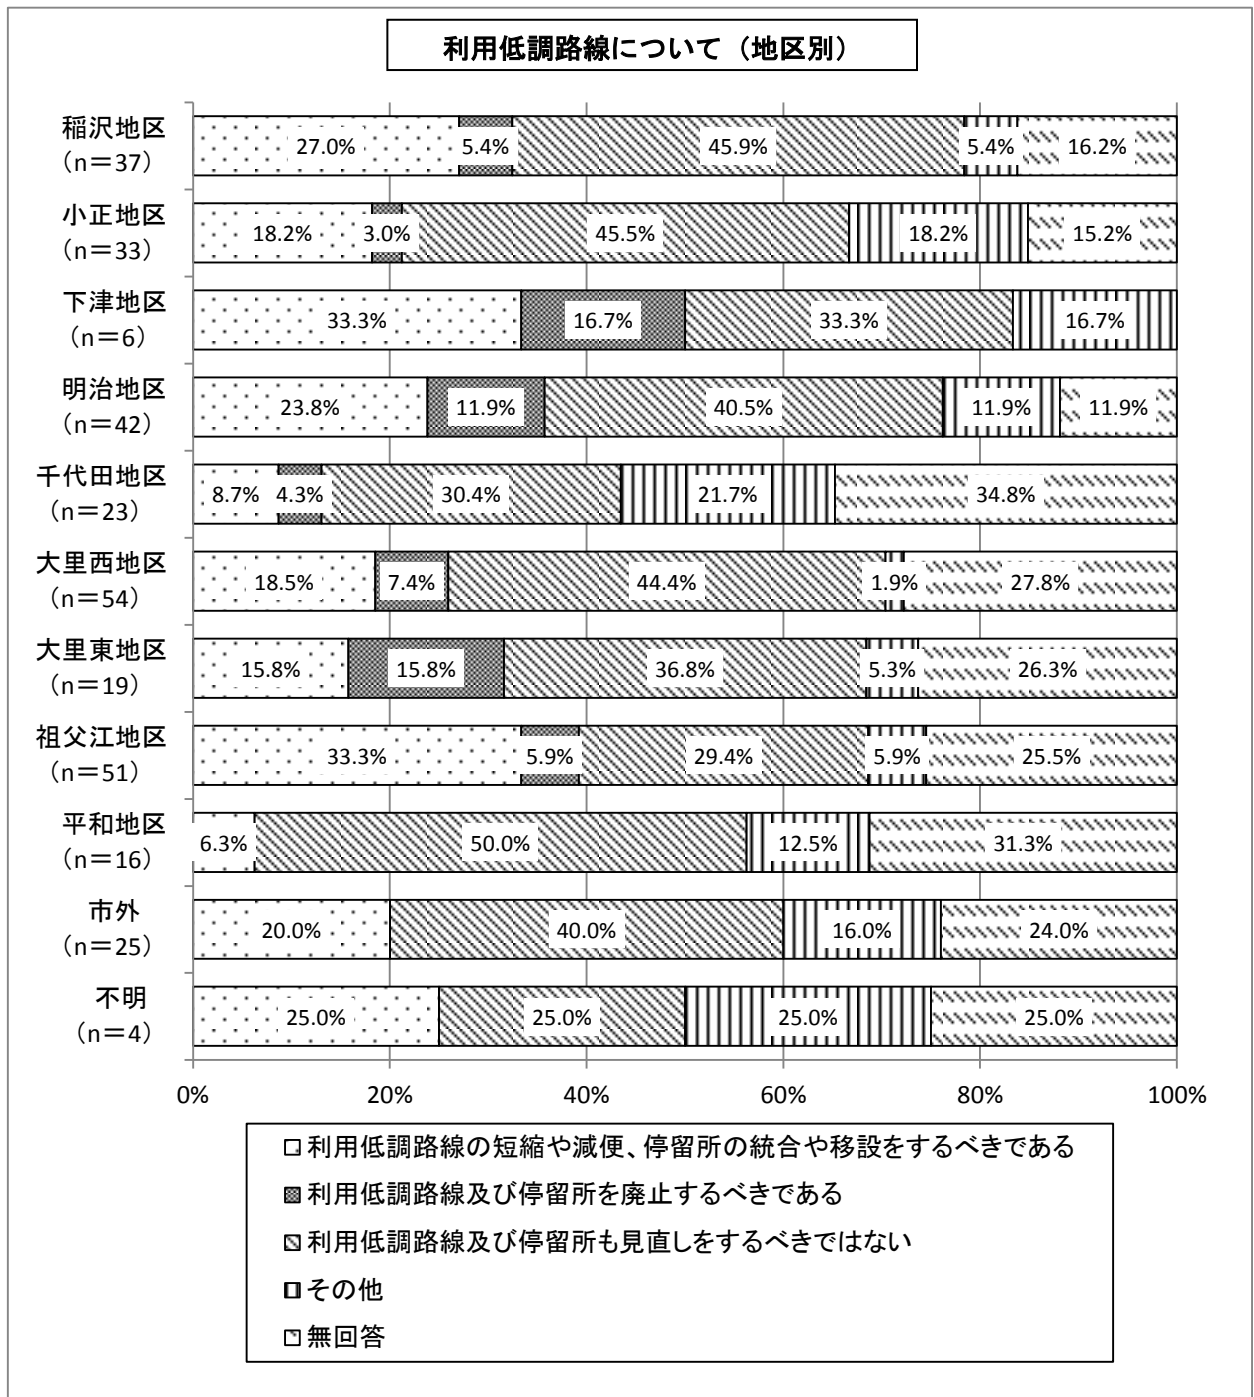 利用低調路線について（地区別）
稲沢地区
（n＝37）
27.0% 5.4% 45.9% 5.4% 16.2%
小正地区
（n＝33）
18.2% 3.0% 45.5% 18.2% 15.2%
下津地区
（n＝6）
33.3% 16.7% 33.3% 16.7%
明治地区
（n＝42）
23.8% 11.9% 40.5% 11.9% 11.9%
千代田地区
（n＝23）
8.7% 4.3% 30.4% 21.7% 34.8%
大里西地区
（n＝54）
18.5% 7.4% 44.4% 1.9% 27.8%
大里東地区
（n＝19）
15.8% 15.8% 36.8% 5.3% 26.3%
祖父江地区
（n＝51）
33.3% 5.9% 29.4% 5.9% 25.5%
平和地区
（n＝16）
6.3% 50.0% 12.5% 31.3%
市外
（n＝25）
20.0% 40.0% 16.0% 24.0%
不明
（n＝4）
25.0% 25.0% 25.0% 25.0%
0% 20% 40% 60% 80% 100%
利用低調路線の短縮や減便、停留所の統合や移設をするべきである
利用低調路線及び停留所を廃止するべきである
利用低調路線及び停留所も見直しをするべきではない
その他
無回答